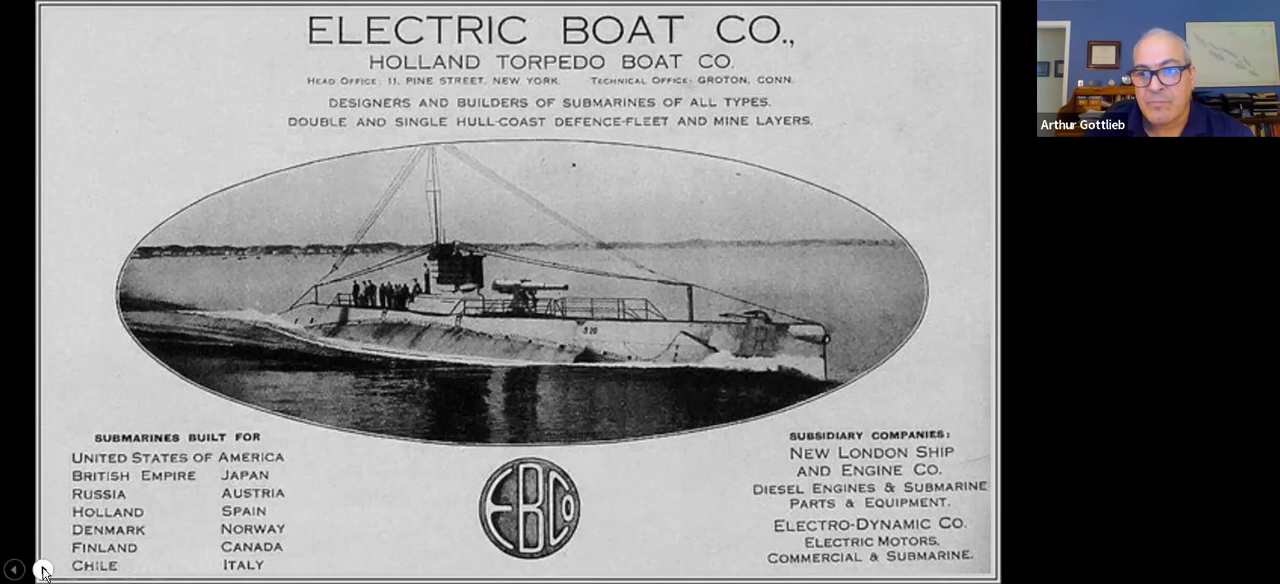 ELECTRIC BOAT CO.,
HOLLAND TORPEDO BOAT CO.
HEAD OFFICE: 11, PINE STREET, NEW YORK. TECHNICAL OFFICE: GROTON, CONN.
DESIGNERS AND BUILDERS OF SUBMARINES OF ALL TYPES.
DOUBLE AND SINGLE HULL-COAST DEFENCE-FLEET AND MINE LAYERS.
Arthur Gottlieb
SUBMARINES BUILT FOR
UNITED STATES OF AMERICA
BRITISH EMPIRE JAPAN
RUSSIA AUSTRIA
HOLLAND SPAIN
DENMARK NORWAY
FINLAND CANADA
CHILE ITALY
EBCo
SUBSIDIARY COMPANIES:
NEW LONDON SHIP
AND ENGINE CO.
DIESEL ENGINES & SUBMARINE
PARTS & EQUIPMENT.
ELECTRO-DYNAMIC CO.
ELECTRIC MOTORS,
COMMERCIAL & SUBMARINE.